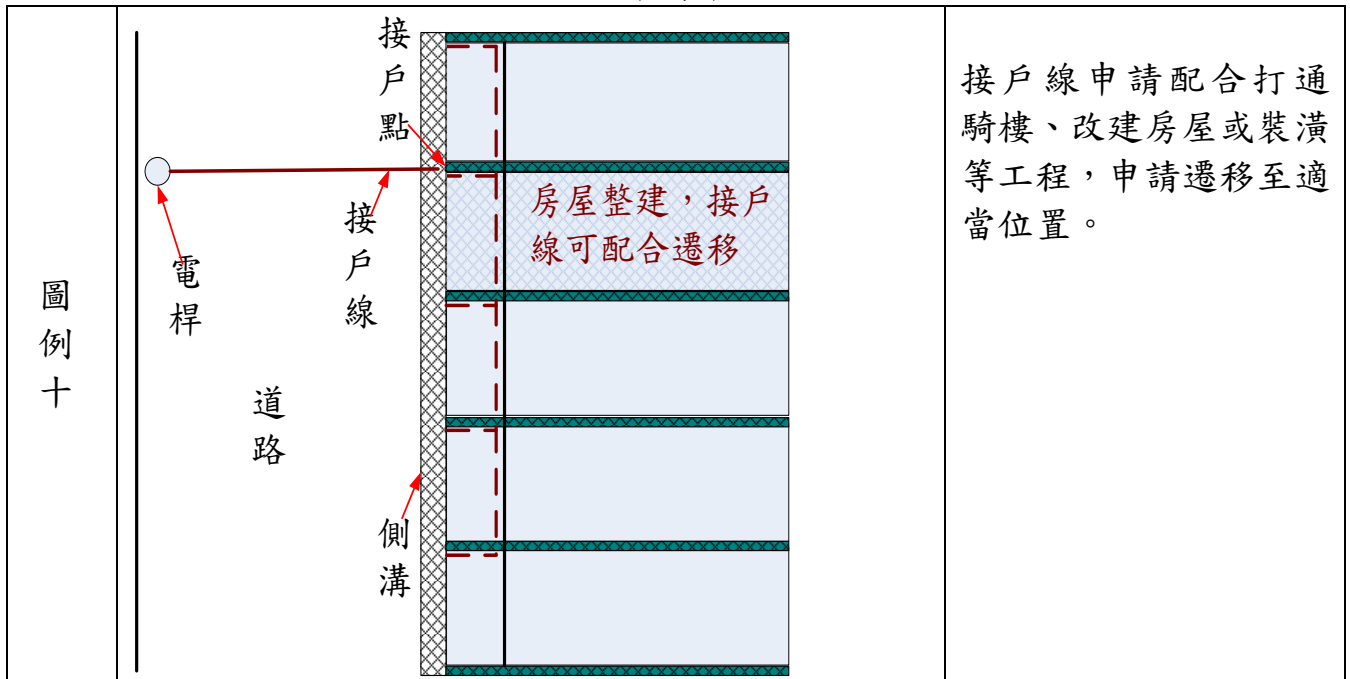 圖例十
接戶點
電桿
接戶線
道路
側溝
房屋整建，接戶
線可配合遷移
接戶線申請配合打通
騎樓、改建房屋或裝潢
等工程，申請遷移至適
當位置。